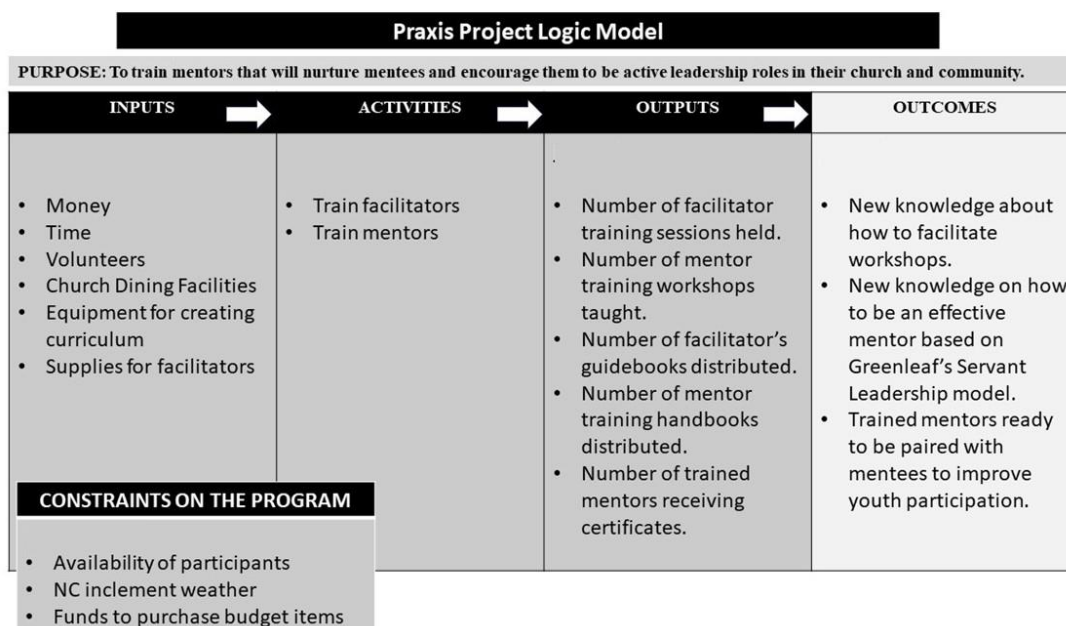 Praxis Project Logic Model
PURPOSE: To train mentors that will nurture mentees and encourage them to be active leadership roles in their church and community.
INPUTS
• Money
• Time
• Volunteers
• Church Dining Facilities
• Equipment for creating
curriculum
• Supplies for facilitators
ACTIVITIES
• Train facilitators
• Train mentors
OUTPUTS
.
• Number of facilitator
training sessions held.
• Number of mentor
training workshops
taught.
• Number of facilitator’s
guidebooks distributed.
• Number of mentor
training handbooks
distributed.
• Number of trained
mentors receiving
certificates.
OUTCOMES
• New knowledge about
how to facilitate
workshops.
• New knowledge on how
to be an effective
mentor based on
Greenleaf’s Servant
Leadership model.
• Trained mentors ready
to be paired with
mentees to improve
youth participation.
CONSTRAINTS ON THE PROGRAM
• Availability of participants
• NC inclement weather
• Funds to purchase budget items